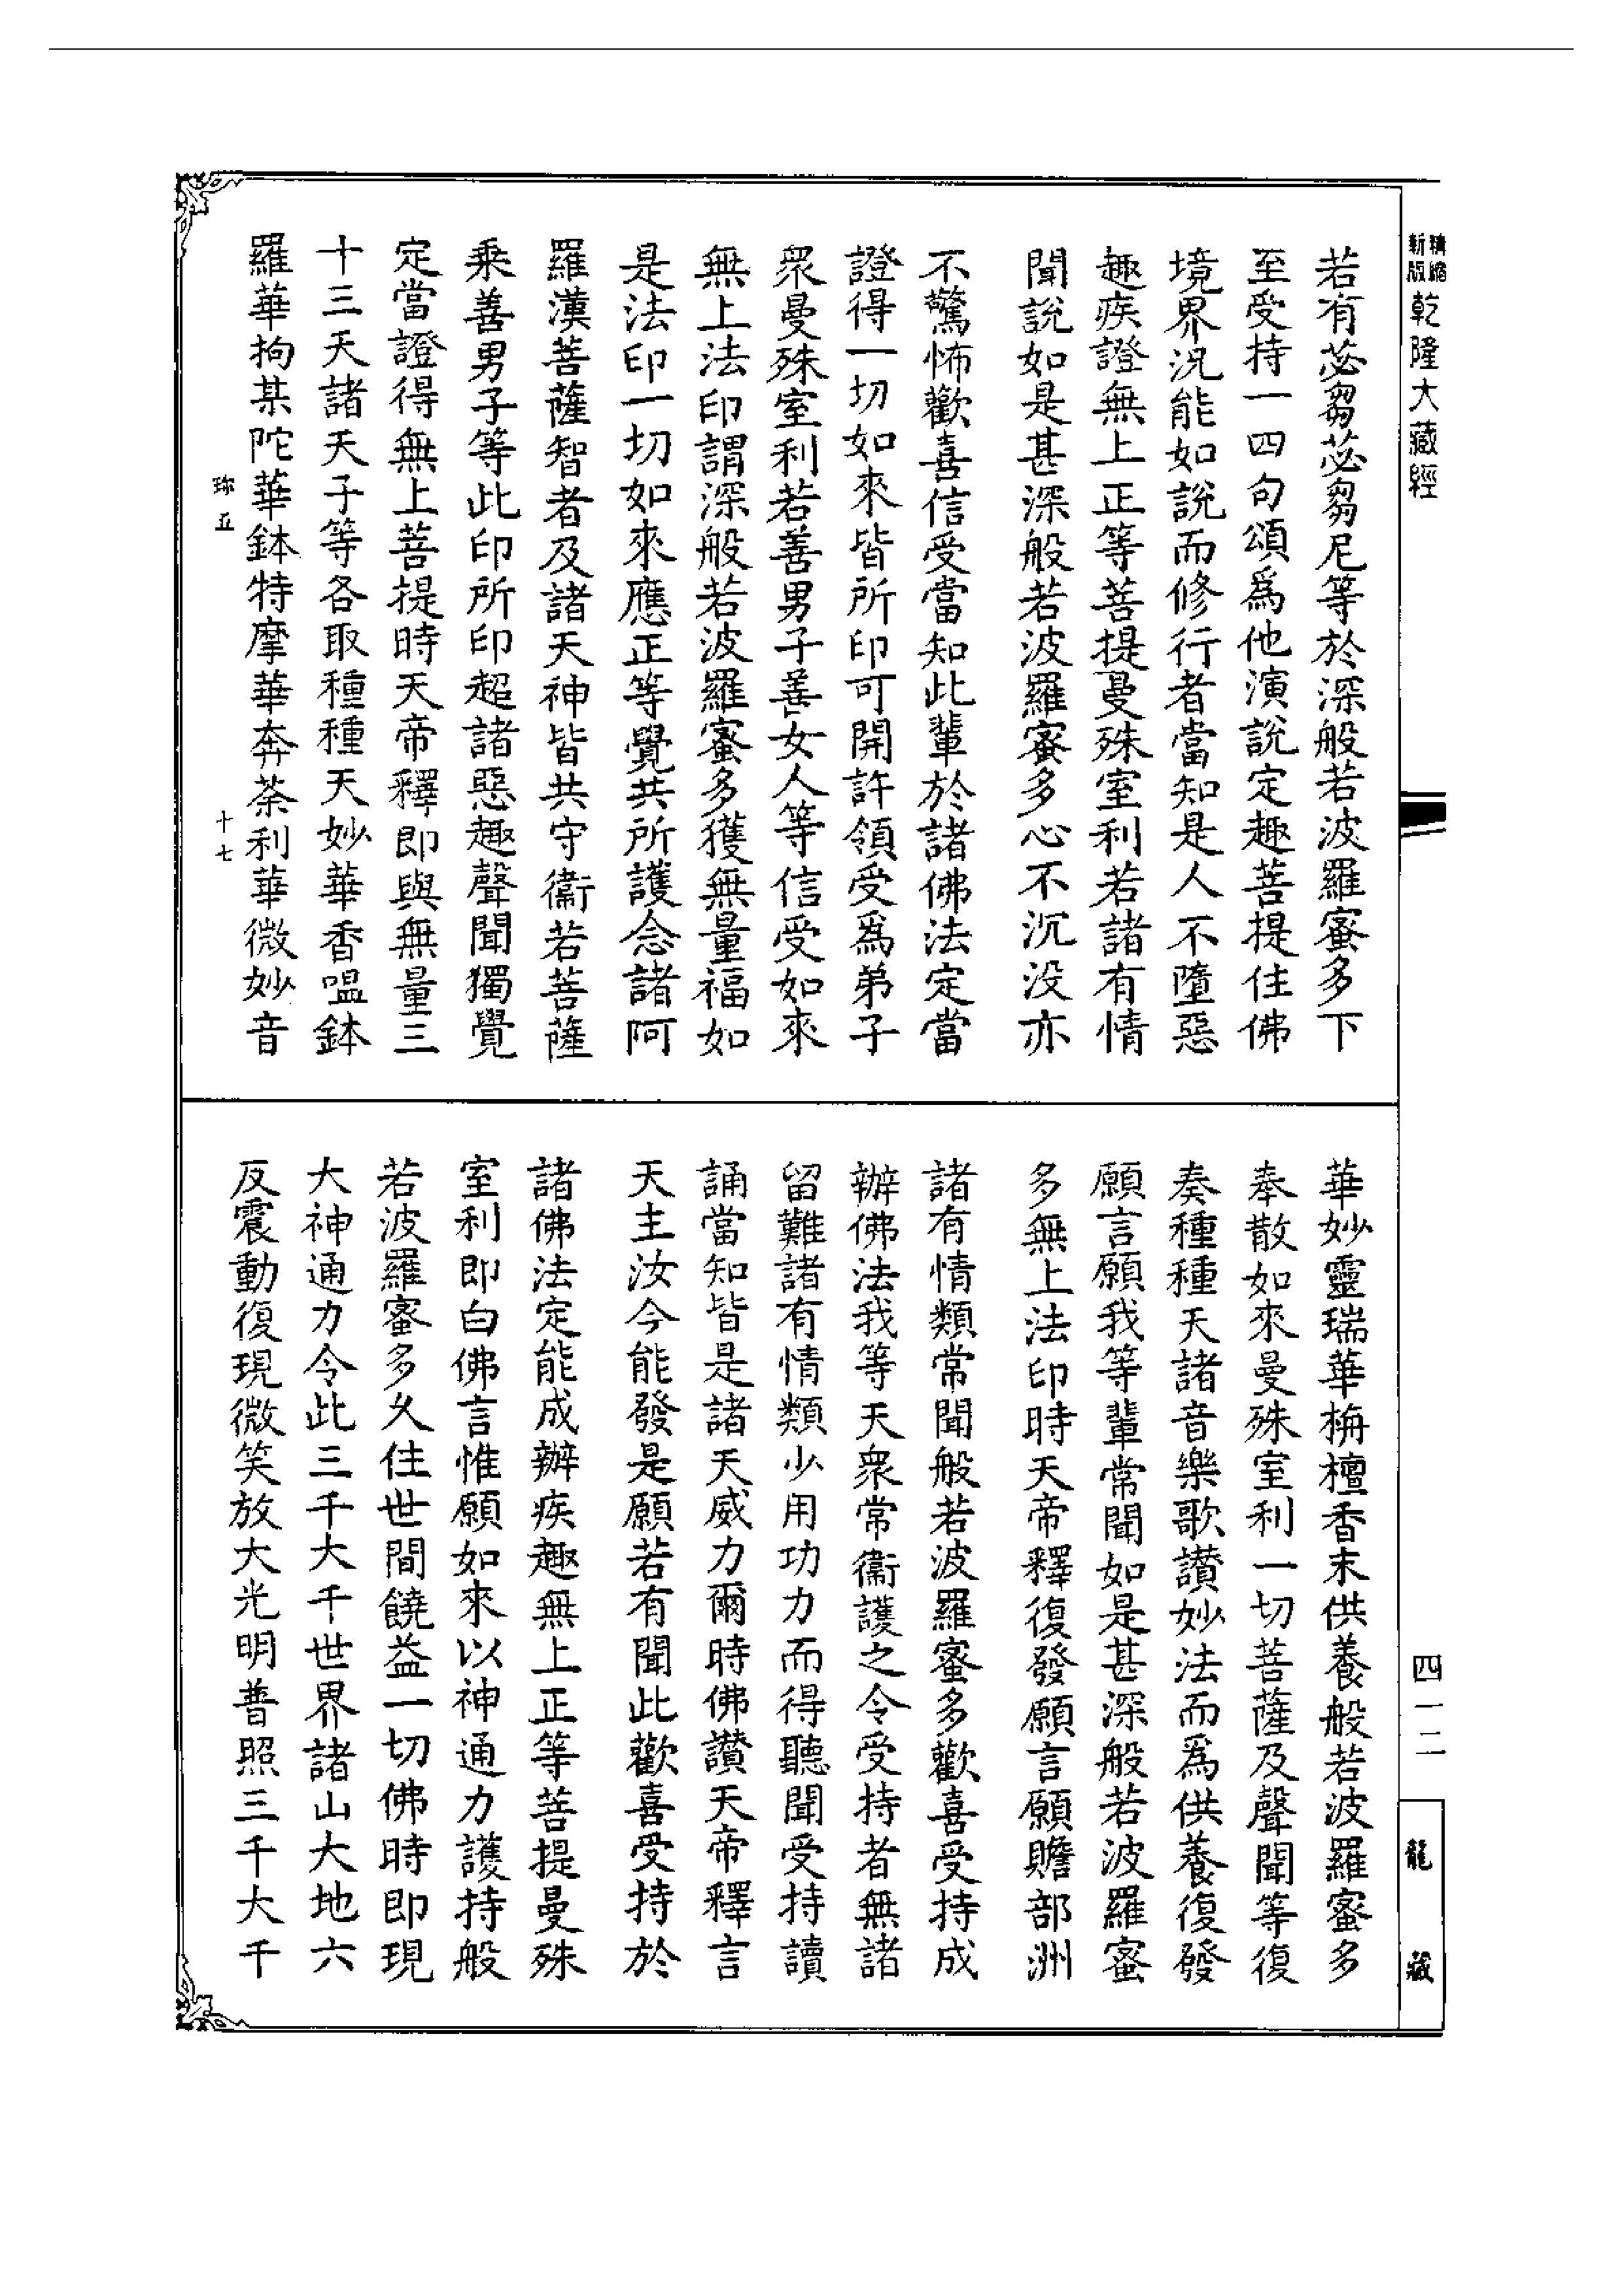 精縮新版乾隆大藏經
若有苾芻苾芻尼等於深般若波羅蜜多下
至受持一四句頌爲他演說定趣菩提住佛
境界況能如說而修行者當知是人不墮惡
趣疾證無上正等菩提曼殊室利若諸有情
聞說如是甚深般若波羅蜜多心不沉没亦
不驚怖歡喜信受當知此輩於諸佛法定當
證得一切如來皆所印可開許領受爲弟子
衆曼殊室利若善男子善女人等信受如來
無上法印謂深般若波羅蜜多獲無量福如
是法印一切如來應正等覺共所護念諸阿
羅漢菩薩智者及諸天神皆共守衞若菩薩
乘善男子等此印所印超諸惡趣聲聞獨覺
定當證得無上菩提時天帝釋即與無量三
十三天諸天子等各取種種天妙華香嗢鉢
羅華拘某陀華鉢特摩華奔荼利華微妙音
珎五
十七
華妙靈瑞華栴檀香末供養般若波羅蜜多
奉散如來曼殊室利一切菩薩及聲聞等復
奏種種天諸音樂歌讃妙法而爲供養復發
願言願我等輩常聞如是甚深般若波羅蜜
多無上法印時天帝釋復發願言願贍部洲
諸有情類常聞般若波羅蜜多歡喜受持成
辦佛法我等天衆常衞護之令受持者無諸
留難諸有情類少用功力而得聽聞受持讀
誦當知皆是諸天威力爾時佛讃天帝釋言
天主汝今能發是願若有聞此歡喜受持於
諸佛法定能成辦疾趣無上正等菩提曼殊
室利即白佛言惟願如來以神通力護持般
若波羅蜜多久住世間饒益一切佛時即現
大神通力令此三千大千世界諸山大地六
反震動復現微笑放大光明普照三千大千
四一二
龍藏